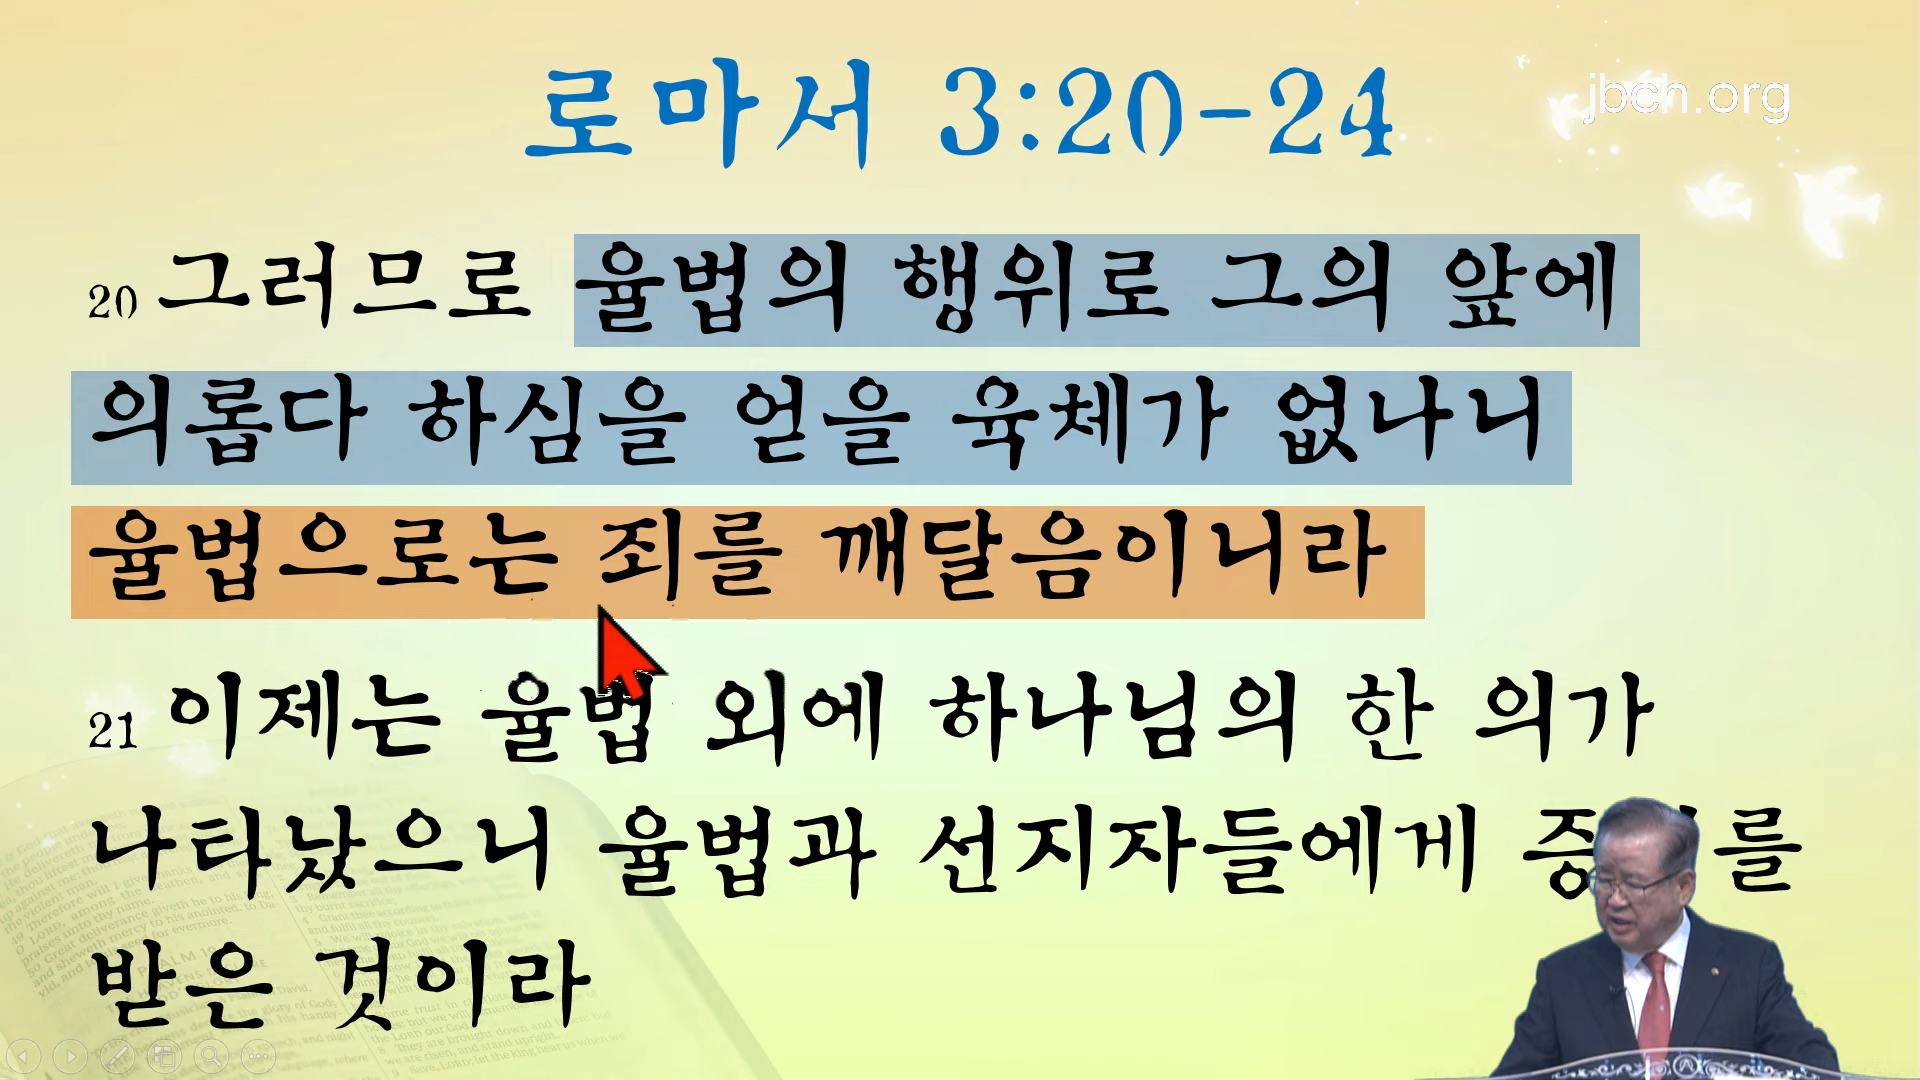 로마서 3:20-24
jbch.org
20 그러므로 율법의 행위로 그의 앞에
의롭다 하심을 얻을 육체가 없나니
율법으로는 죄를 깨달음이니라
21 이제는 율법 외에 하나님의 한 의가
나타났으니 율법과 선지자들에게
받은 것이라